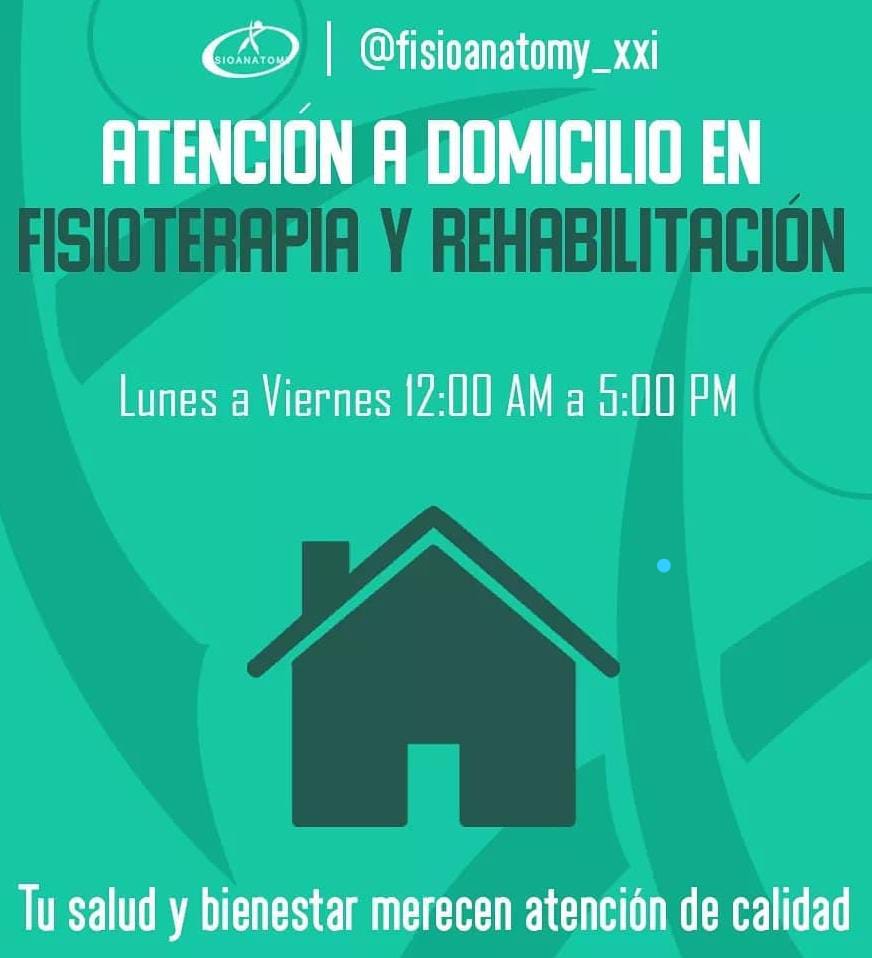 SIOANATOM
@fisioanatomy_xxi
ATENCIÓN A DOMICILIO EN
FISIOTERAPIA Y REHABILITACIÓN
Lunes a Viernes 12:00 AM a 5:00 PM
Tu salud y bienestar merecen atención de calidad